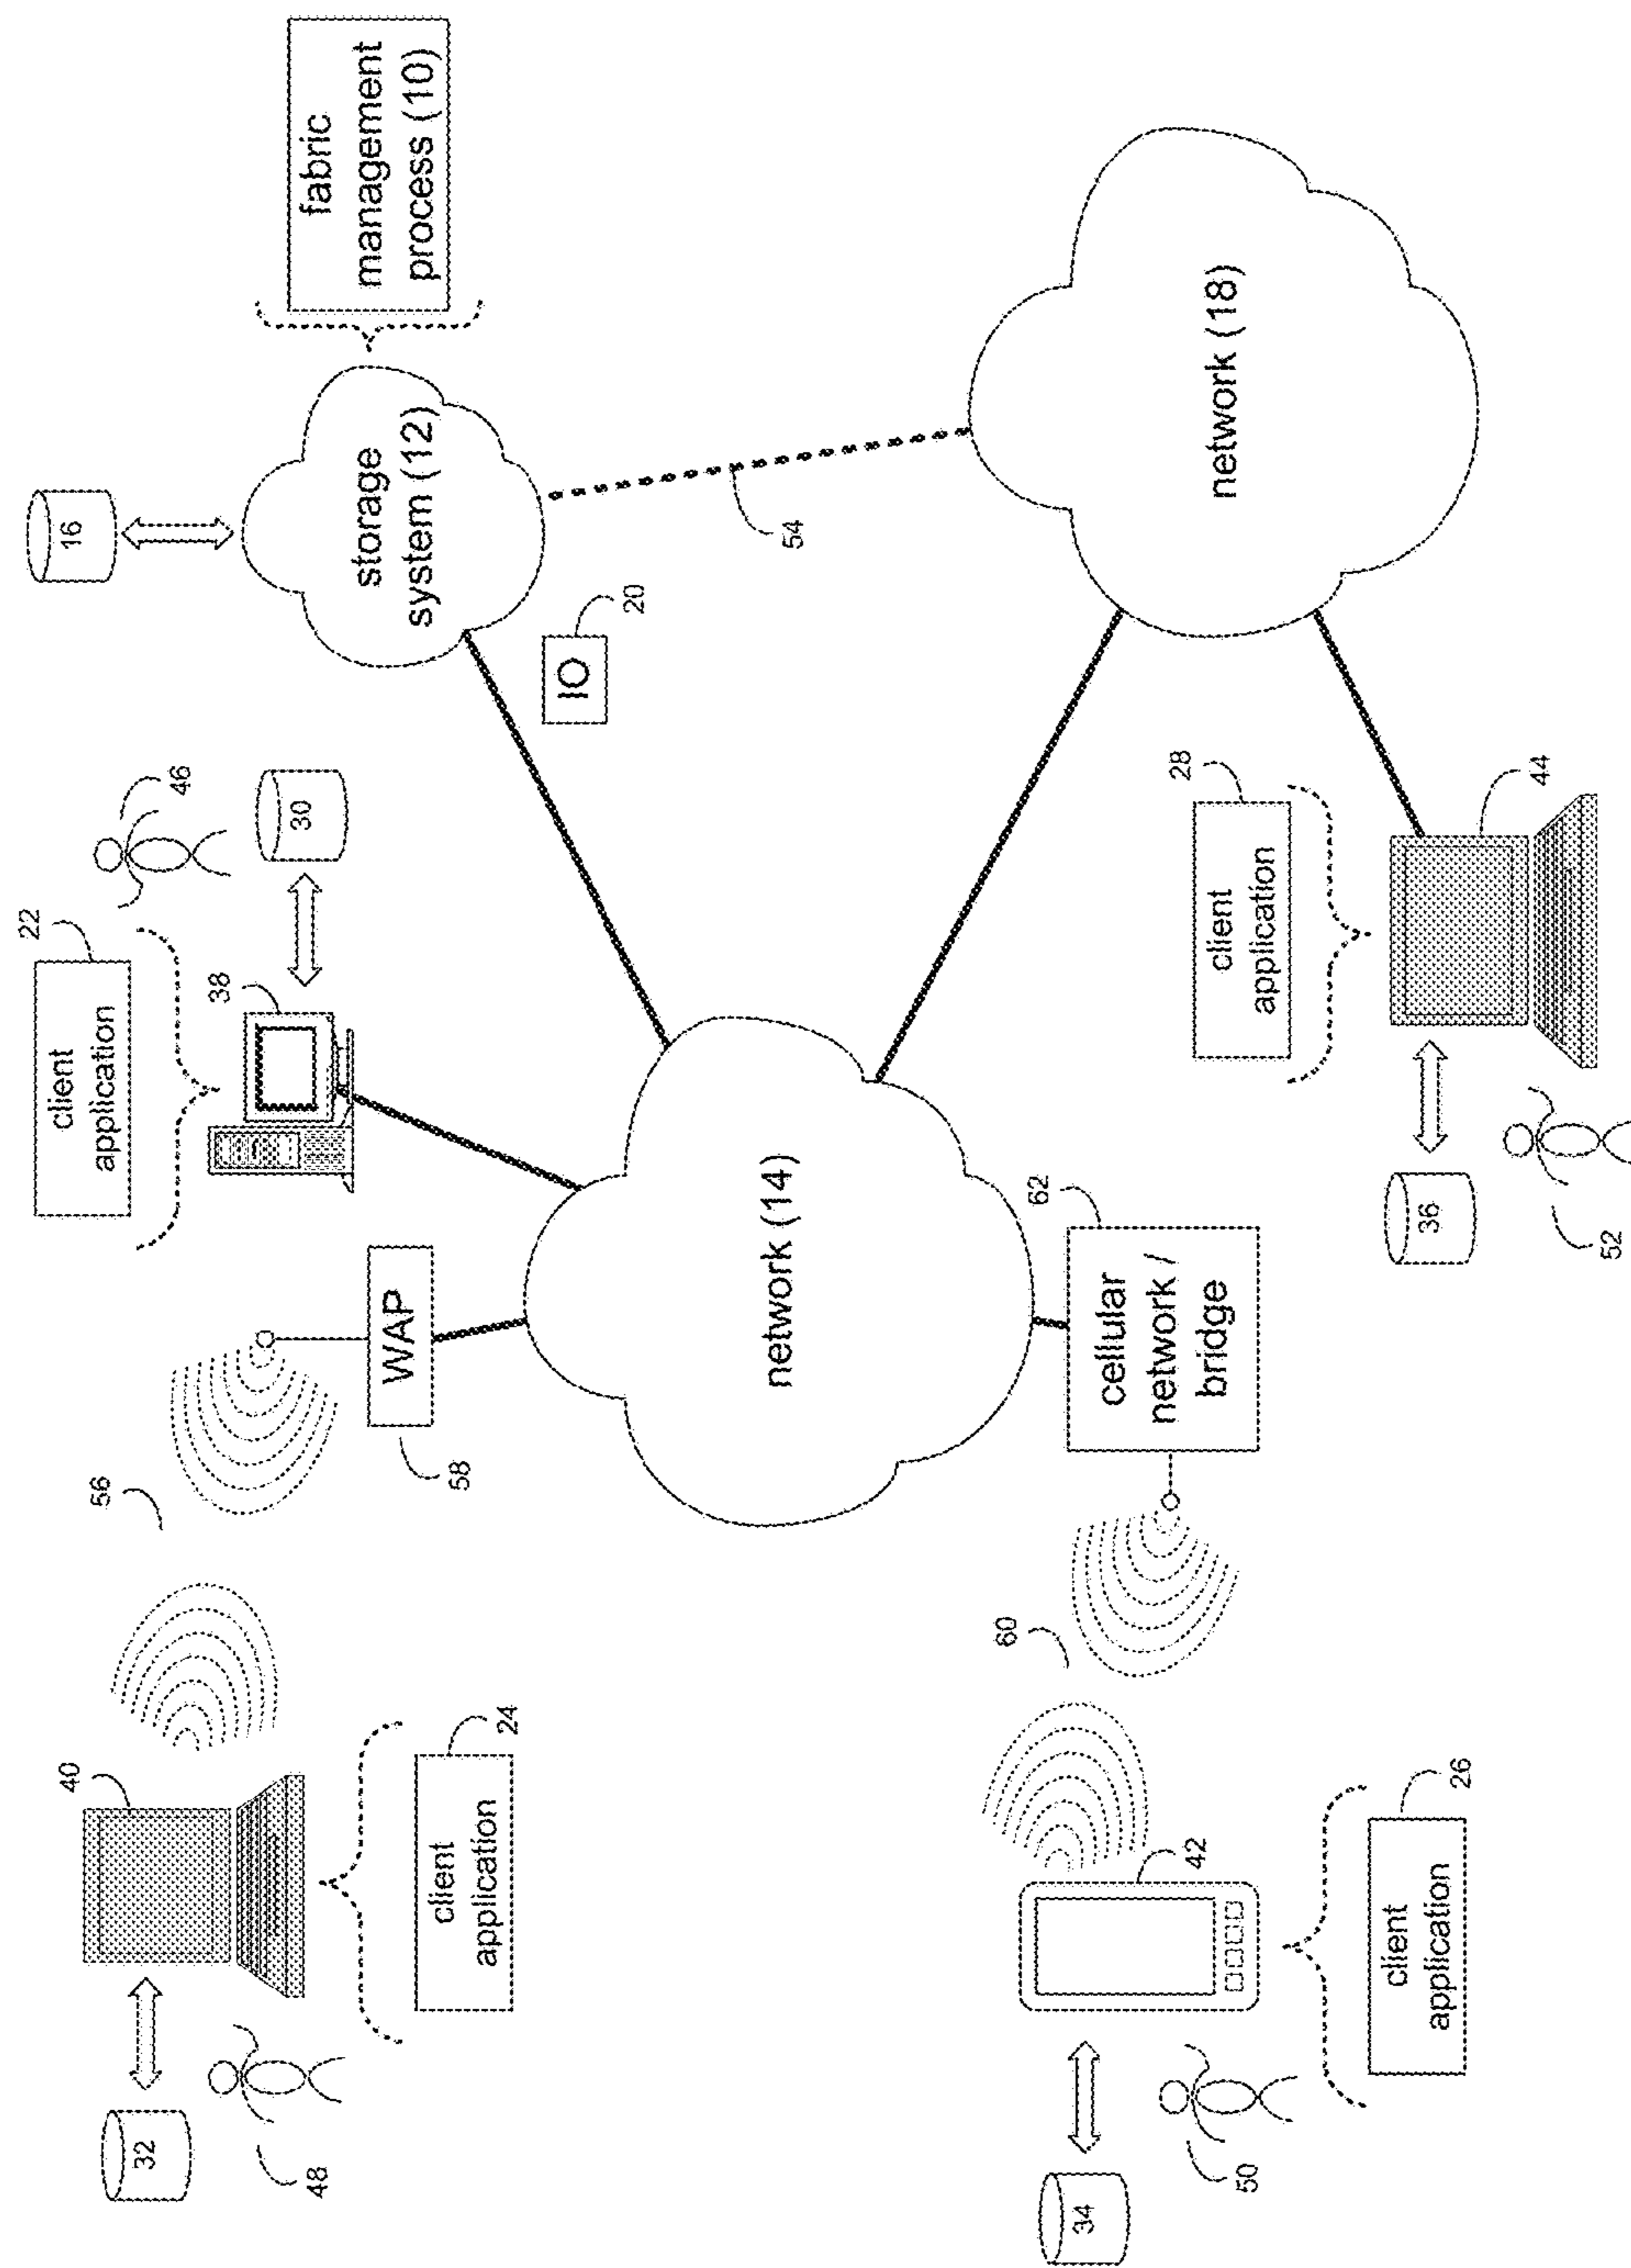 16
storage
system (12)
fabric
management
process (10)
46
30
22
client
application
38
IO
20
54
network (18)
56
WAP
58
network (14)
62
cellular
network /
bridge
28
client
application
44
36
52
40
32
48
24
client
application
60
42
34
50
26
client
application